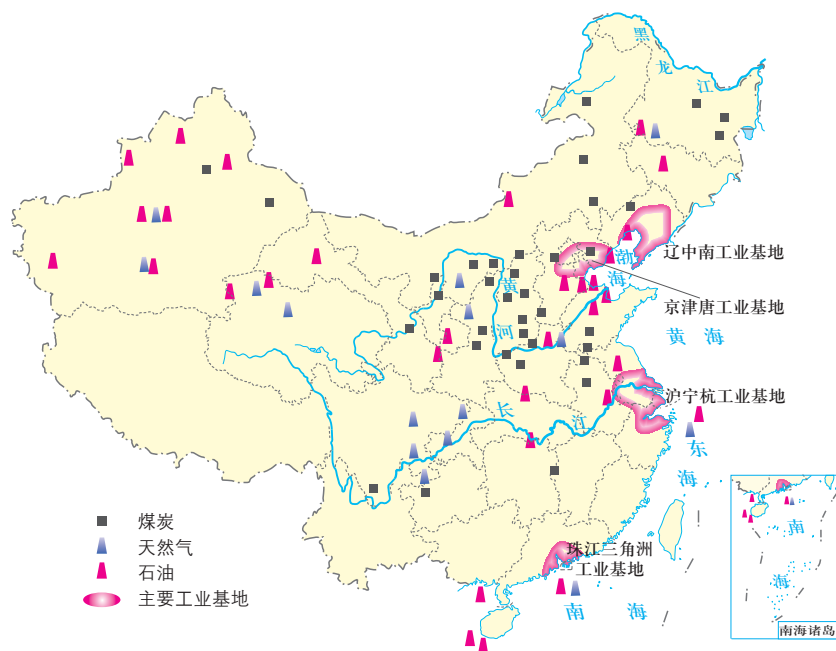 黑
龙
江
辽中南工业基地
渤
海
京津唐工业基地
黄 海
黄
河
沪宁杭工业基地
长
江
东
海
煤炭
天然气
石油
主要工业基地
珠江三角洲
工业基地
南 海
南
海
南海诸岛